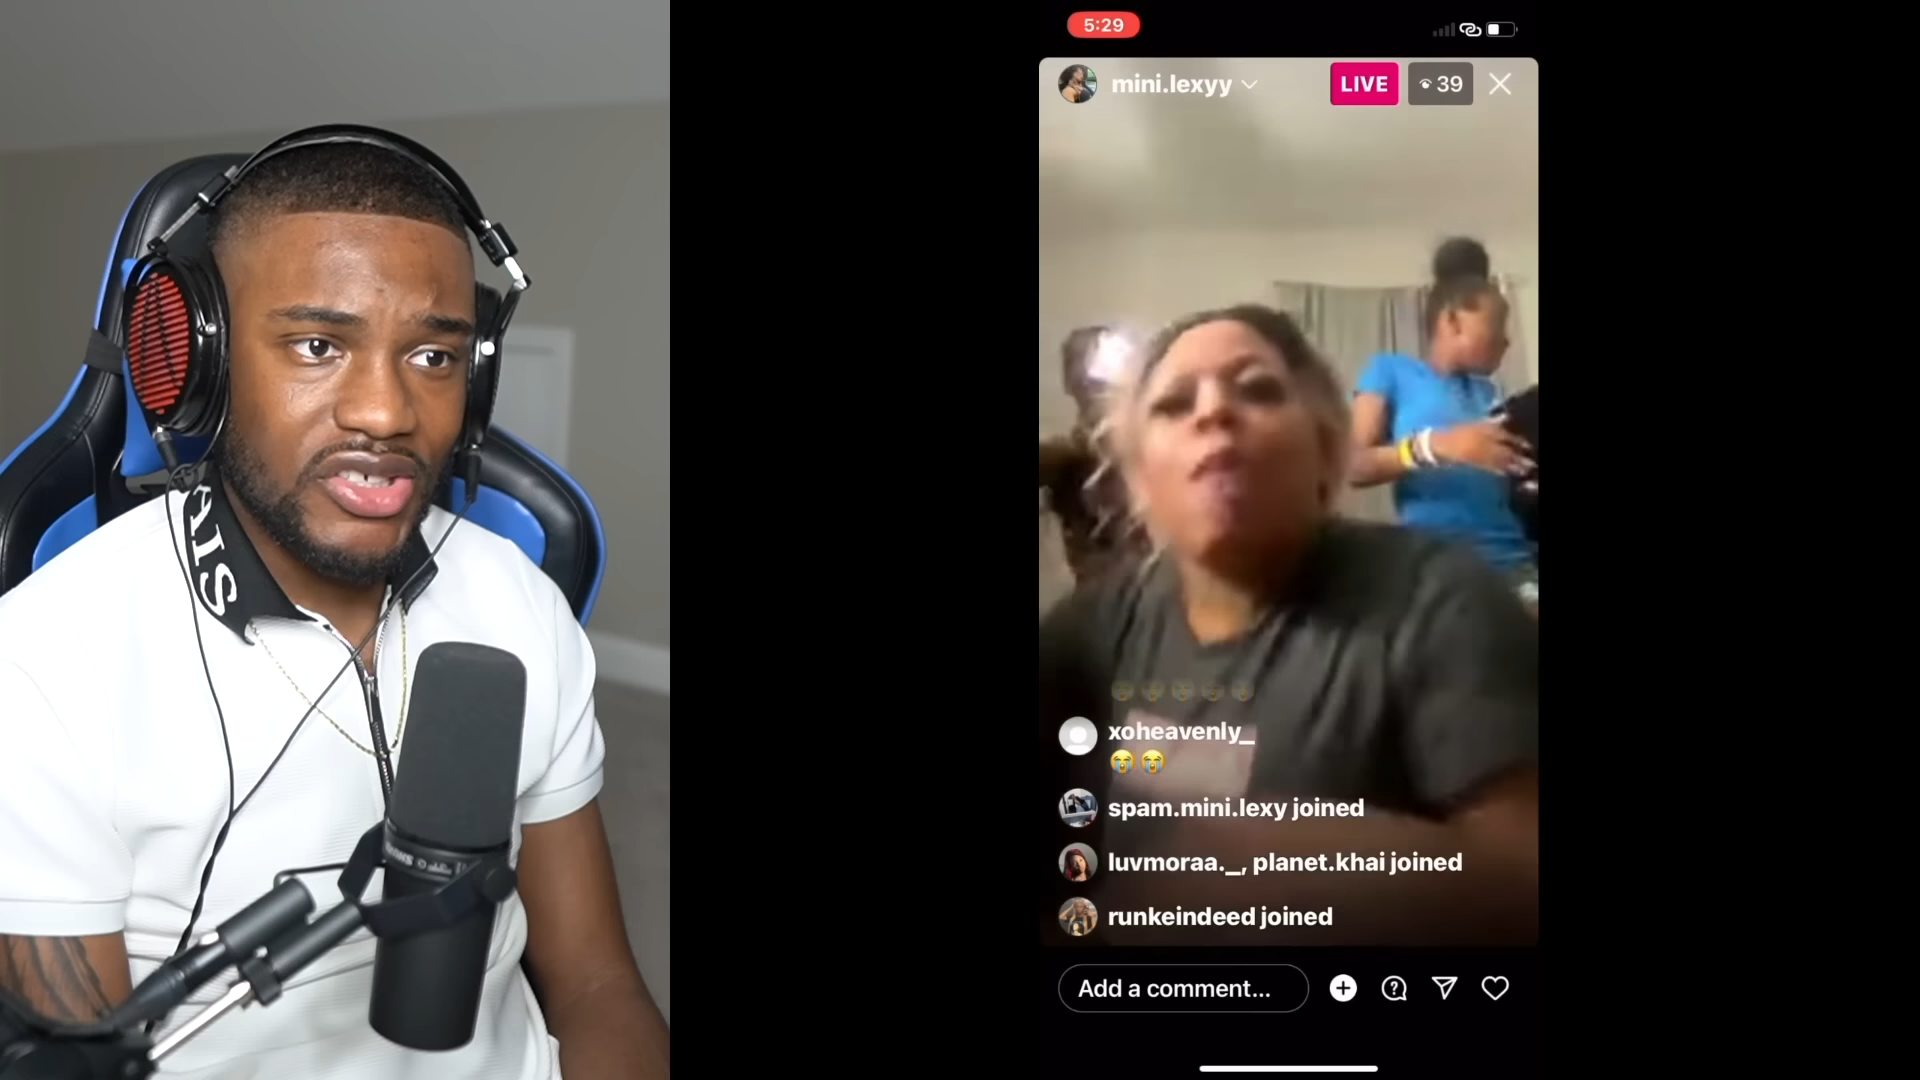 AIS
5:29
mini.lexyy
LIVE
39
xoheavenly_
😭😭
spam.mini.lexy joined
luvmoraa._, planet.khai joined
runkeindeed joined
Add a comment...